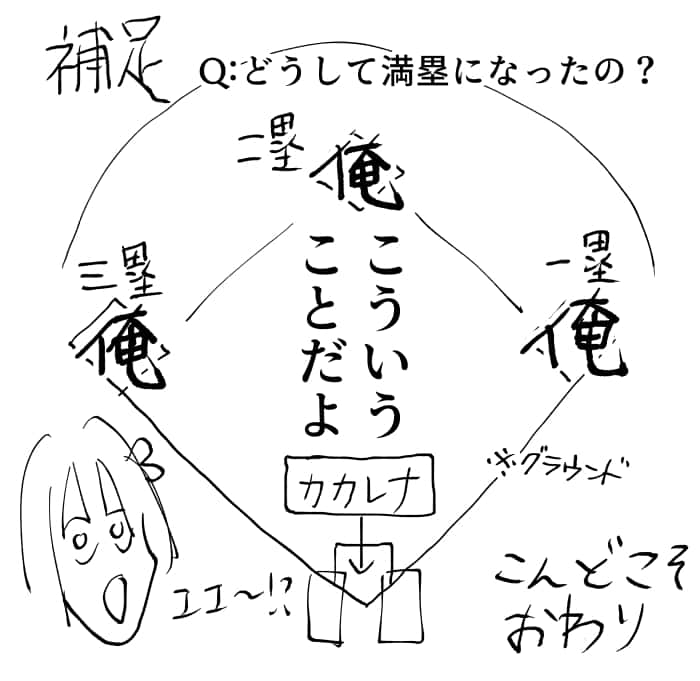 補足
Q:どうして満塁になったの？
二塁
俺
三塁
俺
一塁
俺
こういう
ことだよ
カカレナ
※グラウンド
エエ〜!?
こんどこそ
おわり